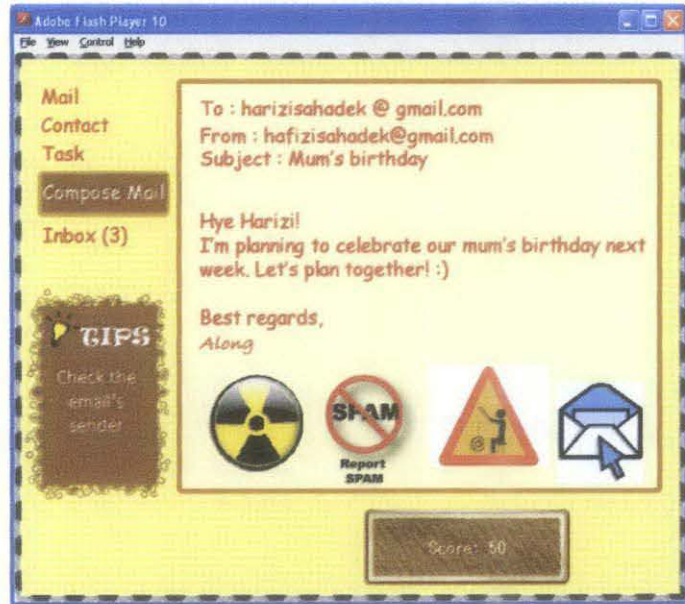 Adobe Flash Player 10
File View Control Help
Mail
Contact
Task
Compose Mail
Inbox (3)
TIPS
Check the
email's
sender
To : harizisahadek @ gmail.com
From : hafizisahadek@gmail.com
Subject : Mum's birthday
Hye Harizi!
I'm planning to celebrate our mum's birthday next
week. Let's plan together! :)
Best regards,
Along
SPAM
Report
SPAM
Score: 50